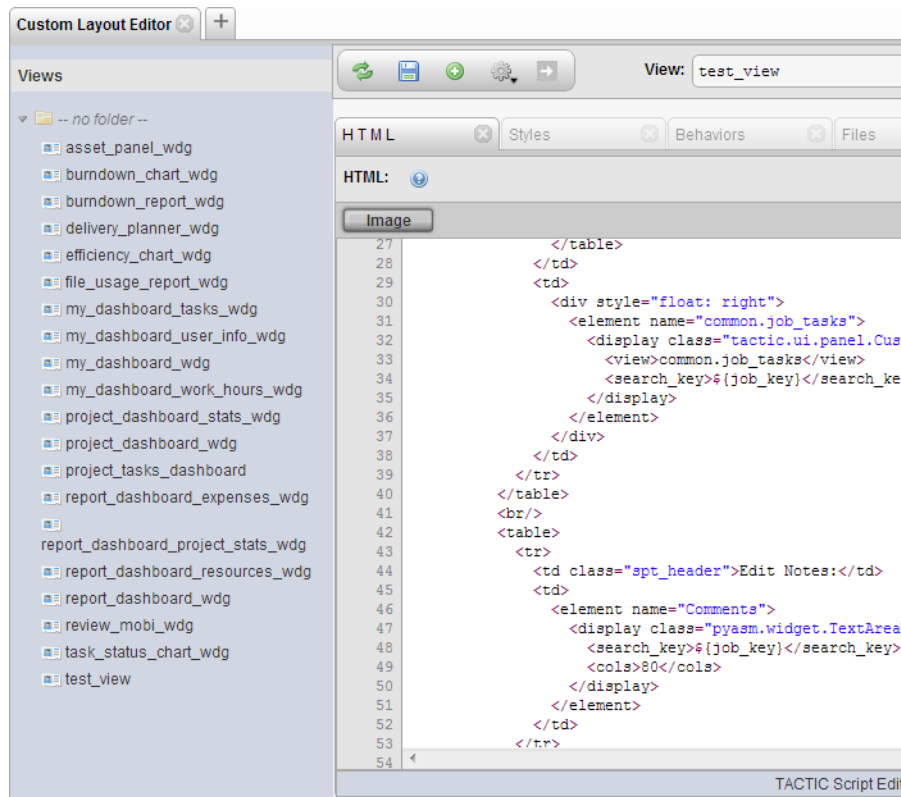 Custom Layout Editor
Views
-- no folder --
asset_panel_wdg
burndown_chart_wdg
burndown_report_wdg
delivery_planner_wdg
efficiency_chart_wdg
file_usage_report_wdg
my_dashboard_tasks_wdg
my_dashboard_user_info_wdg
my_dashboard_wdg
my_dashboard_work_hours_wdg
project_dashboard_stats_wdg
project_dashboard_wdg
project_tasks_dashboard
report_dashboard_expenses_wdg
report_dashboard_project_stats_wdg
report_dashboard_resources_wdg
report_dashboard_wdg
review_mobi_wdg
task_status_chart_wdg
test_view
View: test_view
HTML Styles Behaviors Files
HTML:
Image
27 </table>
28 </td>
29 <td>
30 <div style="float: right">
31 <element name="common.job_tasks">
32 <display class="tactic.ui.panel.Cus
33 <view>common.job_tasks</view>
34 <search_key>${job_key}</search_ke
35 </display>
36 </element>
37 </div>
38 </td>
39 </tr>
40 </table>
41 <br/>
42 <table>
43 <tr>
44 <td class="spt_header">Edit Notes:</td>
45 <td>
46 <element name="Comments">
47 <display class="pyasm.widget.TextArea
48 <search_key>${job_key}</search_key>
49 <cols>80</cols>
50 </display>
51 </element>
52 </td>
53 </tr>
54
TACTIC Script Edi